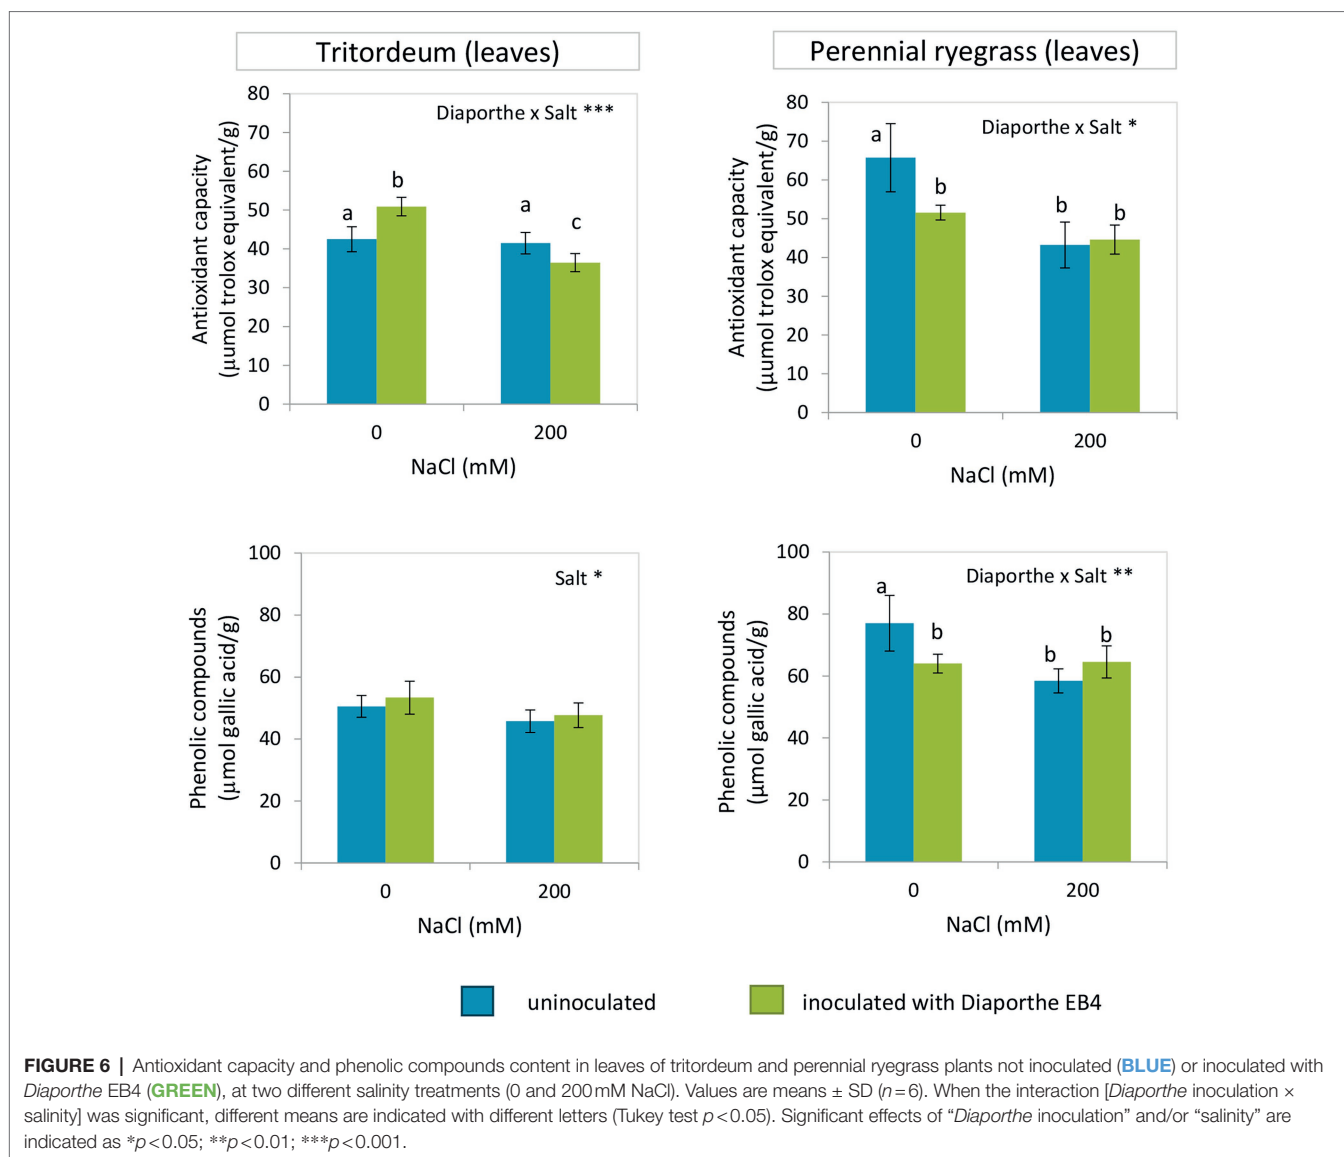 Tritordeum (leaves)
Perennial ryegrass (leaves)
Antioxidant capacity
(µumol trolox equivalent/g)
80
70
60
50
40
30
20
10
0
Diaporthe x Salt ***
a
b
a
c
0
200
NaCl (mM)
Antioxidant capacity
(µumol trolox equivalent/g)
80
70
60
50
40
30
20
10
0
Diaporthe x Salt *
a
b
b
b
0
200
NaCl (mM)
Phenolic compounds
(µmol gallic acid/g)
100
80
60
40
20
0
Salt *
0
200
NaCl (mM)
Phenolic compounds
(µmol gallic acid/g)
100
80
60
40
20
0
Diaporthe x Salt **
a
b
b
b
0
200
NaCl (mM)
uninoculated
inoculated with Diaporthe EB4
FIGURE 6 | Antioxidant capacity and phenolic compounds content in leaves of tritordeum and perennial ryegrass plants not inoculated (BLUE) or inoculated with
Diaporthe EB4 (GREEN), at two different salinity treatments (0 and 200 mM NaCl). Values are means ± SD (n = 6). When the interaction [Diaporthe inoculation ×
salinity] was significant, different means are indicated with different letters (Tukey test p < 0.05). Significant effects of “Diaporthe inoculation” and/or “salinity” are
indicated as *p < 0.05; **p < 0.01; ***p < 0.001.